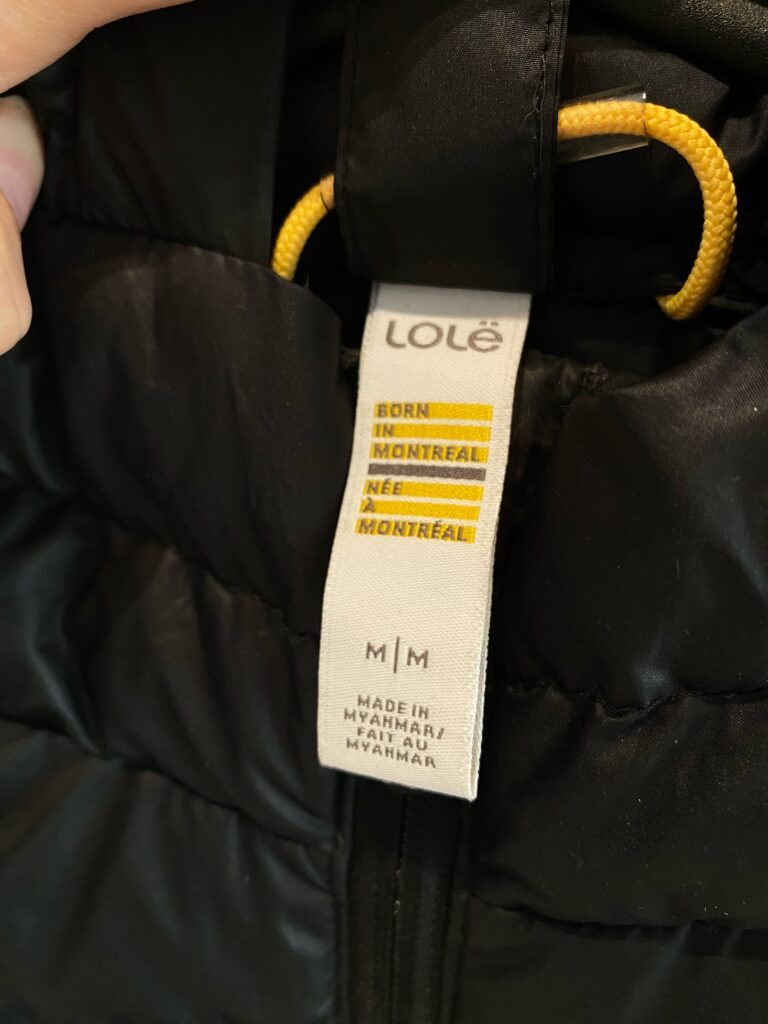 LOLË
BORN
IN
MONTREAL
NÉE
À
MONTRÉAL
M|M
MADE IN
MYANMAR/
FAIT AU
MYANMAR